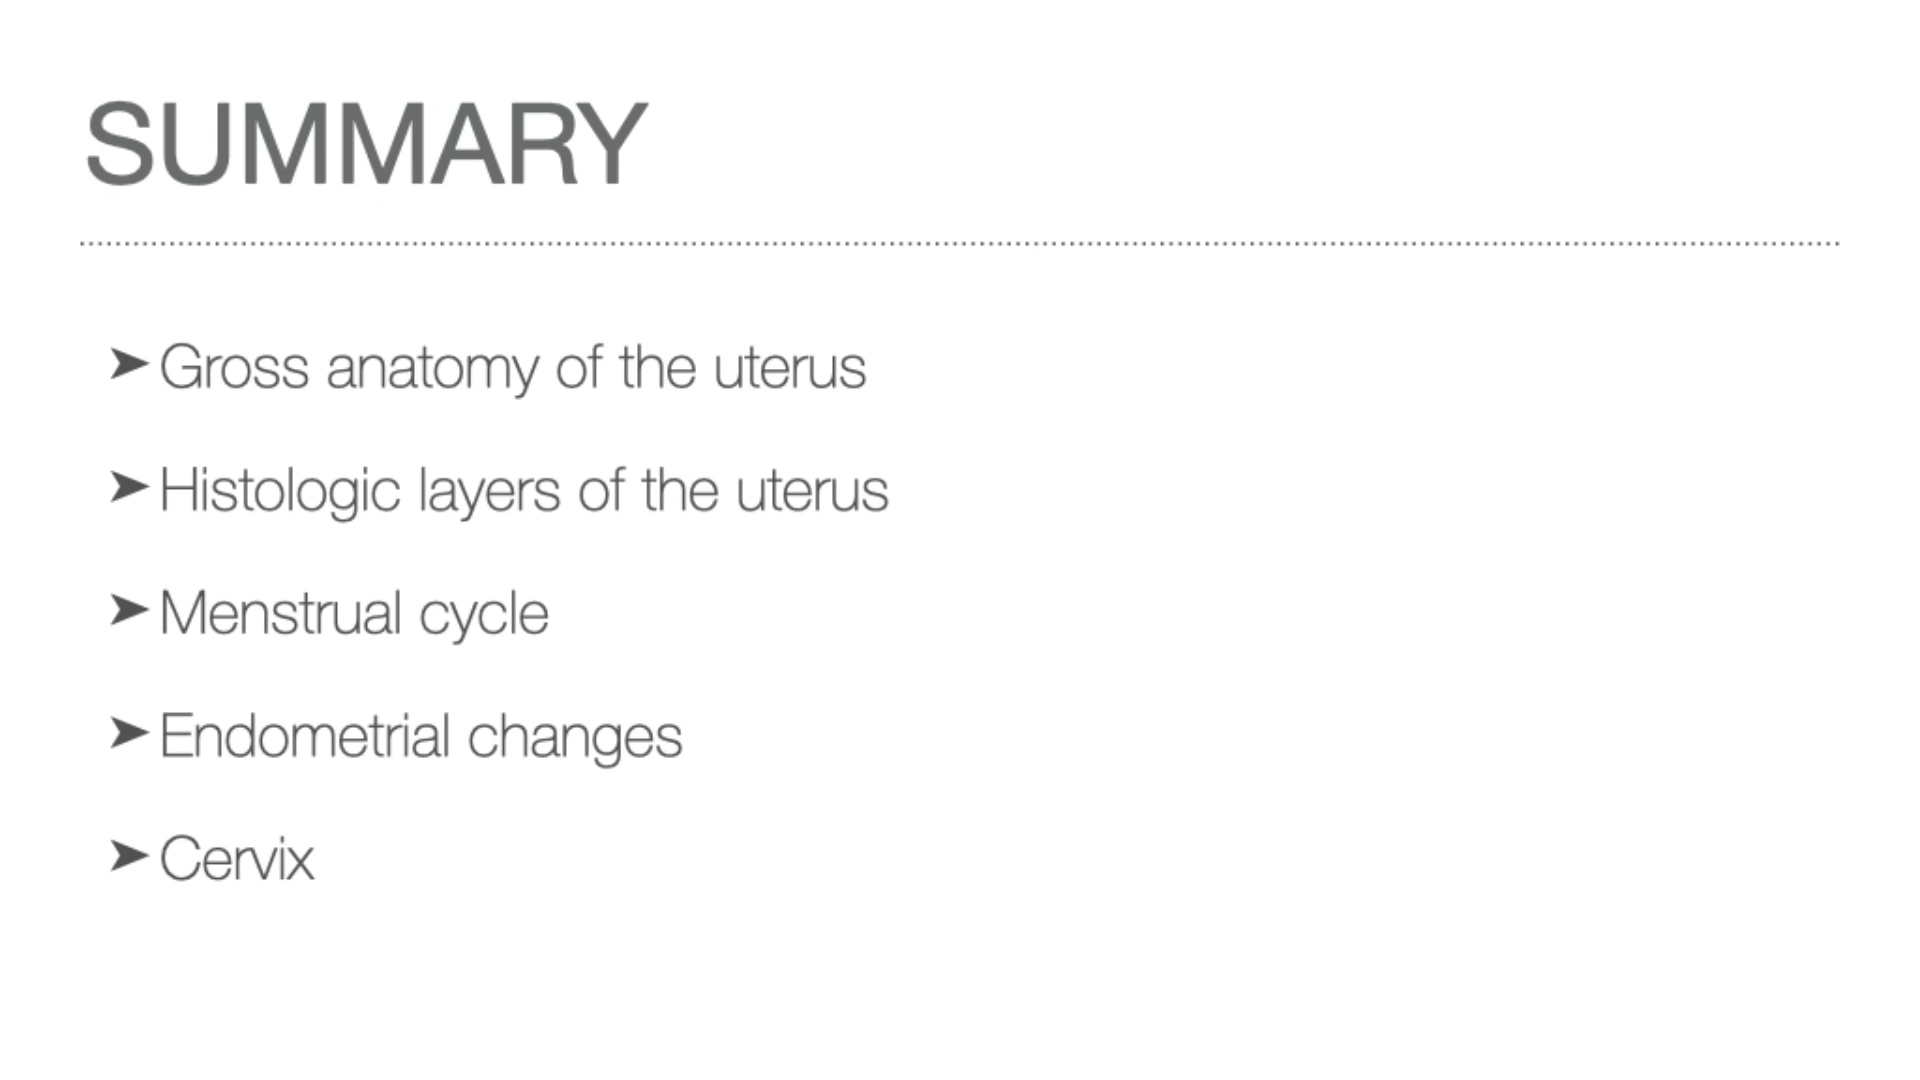 SUMMARY
➤ Gross anatomy of the uterus
➤ Histologic layers of the uterus
➤ Menstrual cycle
➤ Endometrial changes
➤ Cervix